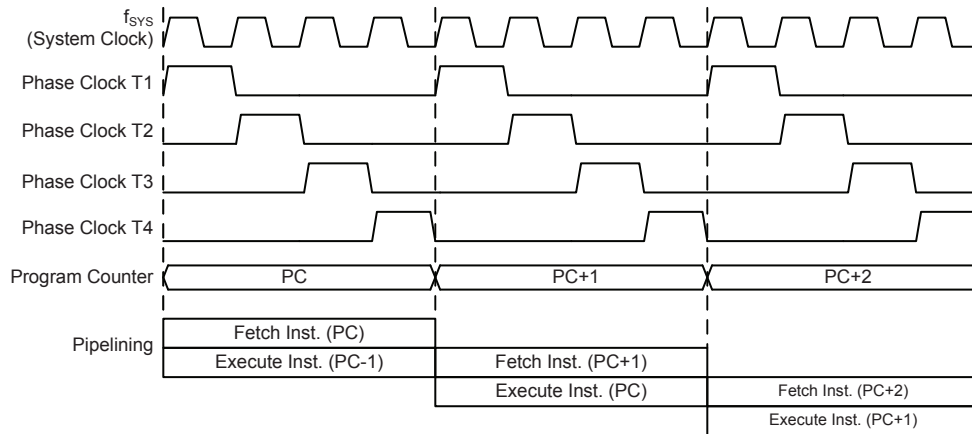 fSYS
(System Clock)
Phase Clock T1
Phase Clock T2
Phase Clock T3
Phase Clock T4
Program Counter
PC
PC+1
PC+2
Pipelining
Fetch Inst. (PC)
Execute Inst. (PC-1)
Fetch Inst. (PC+1)
Execute Inst. (PC)
Fetch Inst. (PC+2)
Execute Inst. (PC+1)